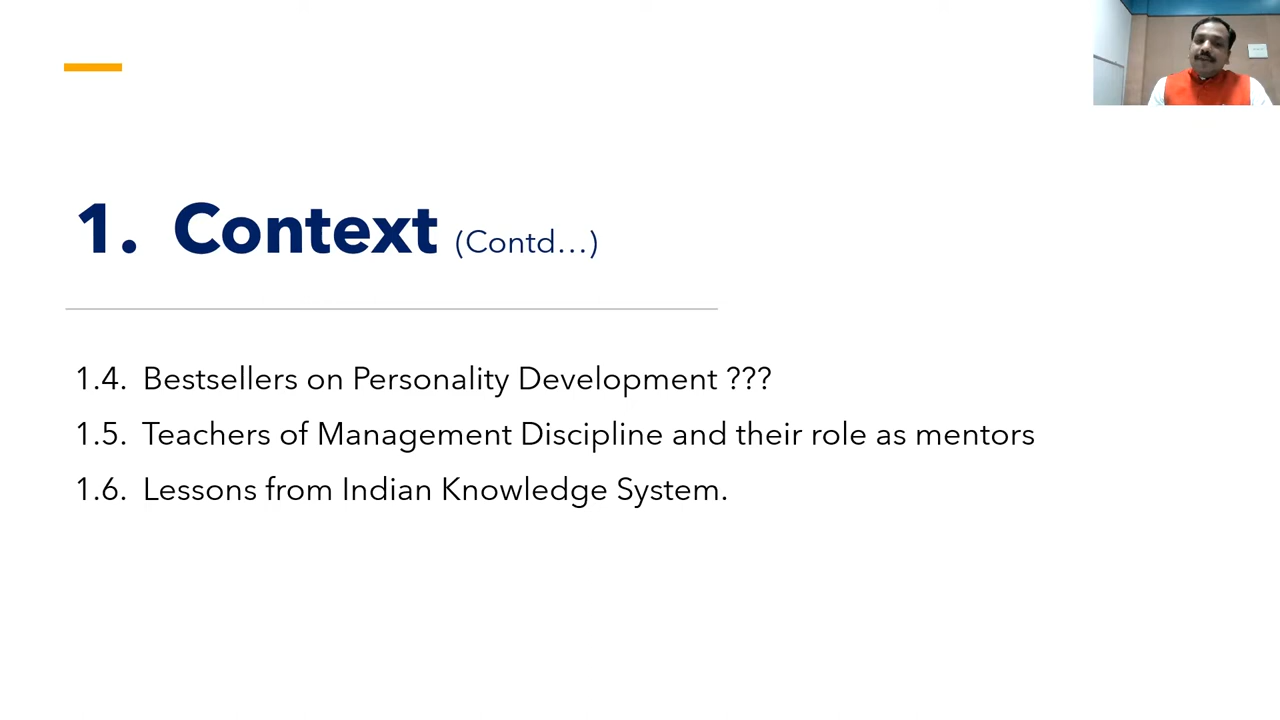 1. Context (Contd...)
1.4. Bestsellers on Personality Development ???
1.5. Teachers of Management Discipline and their role as mentors
1.6. Lessons from Indian Knowledge System.